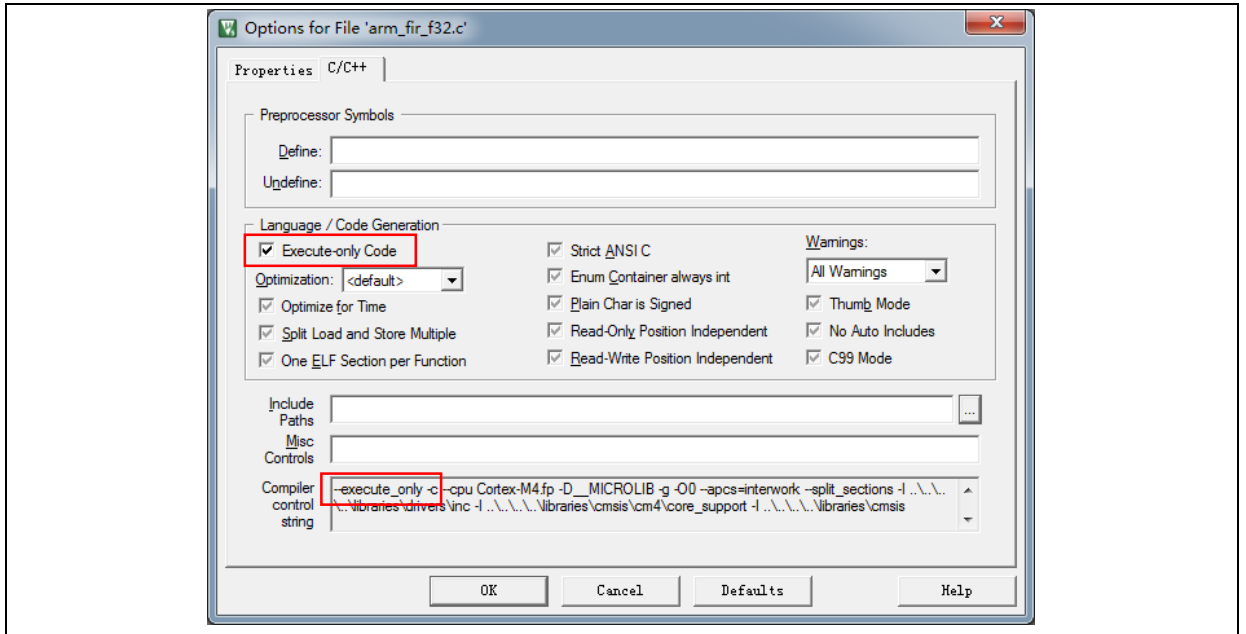 Options for File 'arm_fir_f32.c'
Properties C/C++
Preprocessor Symbols
Define:
Undefine:
Language / Code Generation
Execute-only Code
Strict ANSI C
Warnings:
Optimization: <default>
Enum Container always int
All Warnings
Optimize for Time
Plain Char is Signed
Thumb Mode
Split Load and Store Multiple
Read-Only Position Independent
No Auto Includes
One ELF Section per Function
Read-Write Position Independent
C99 Mode
Include
Paths
...
Misc
Controls
Compiler
control
string
--execute_only -c --cpu Cortex-M4.fp -D__MICROLIB -g -O0 --apcs=interwork --split_sections -I ..\..\..
\..\libraries\drivers\inc -I ..\..\..\..\libraries\cmsis\cm4\core_support -I ..\..\..\..\libraries\cmsis
OK Cancel Defaults Help